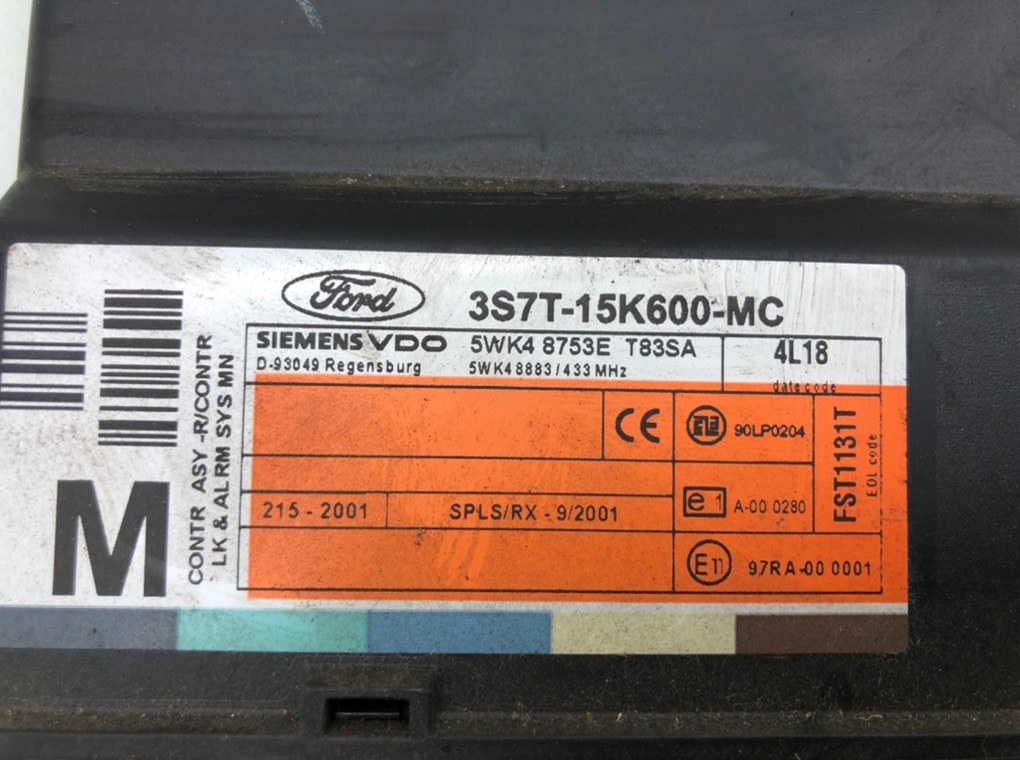 Ford
3S7T-15K600-MC
SIEMENS VDO 5WK4 8753E T83SA
D-93049 Regensburg 5WK48883/433 MHz
4L18
date code
CE
90LP0204
FST1131T
EOL code
215 - 2001 SPLS/RX - 9/2001
e1 A-00 0280
E11 97RA-00 0001
CONTR ASY -R/CONTR
LK & ALRM SYS MN
M